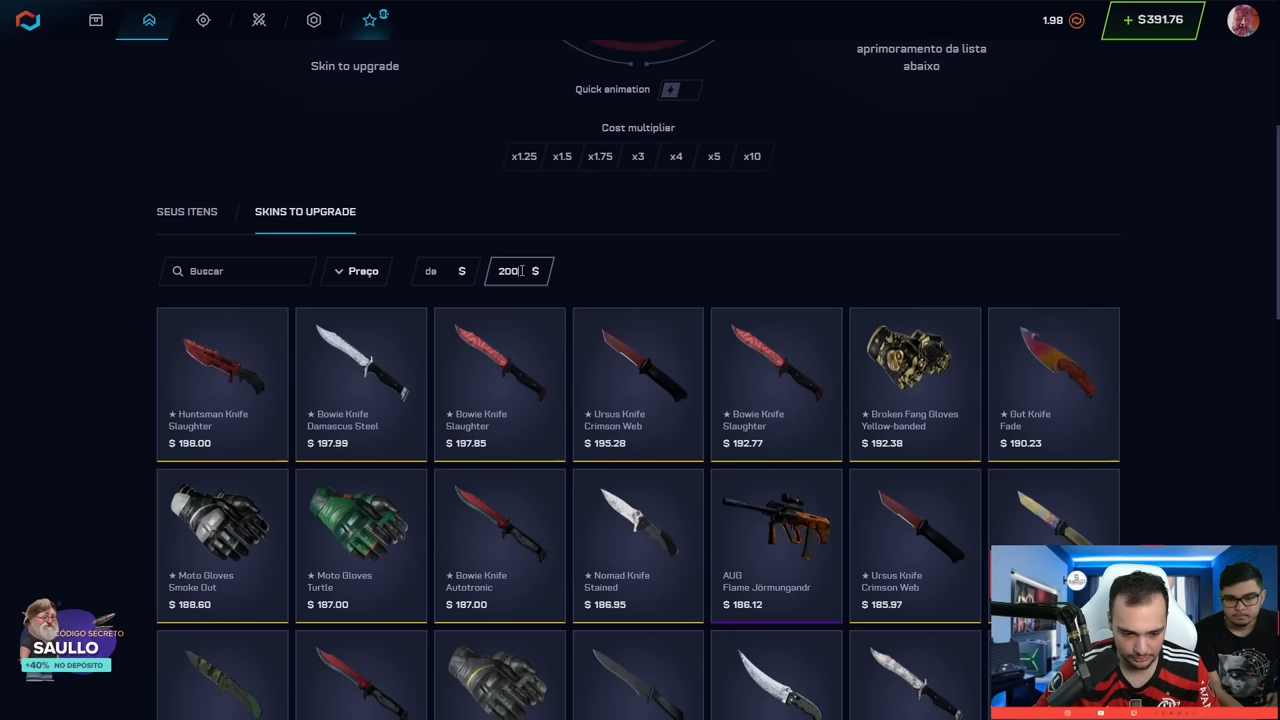 1.98
+ $391.76
Skin to upgrade
aprimoramento da lista
abaixo
Quick animation
Cost multiplier
x1.25
x1.5
x1.75
x3
x4
x5
x10
SEUS ITENS
SKINS TO UPGRADE
Buscar
Preço
de
$
200
$
★ Huntsman Knife
Slaughter
$ 198.00
★ Bowie Knife
Damascus Steel
$ 197.99
★ Bowie Knife
Slaughter
$ 197.85
★ Ursus Knife
Crimson Web
$ 195.28
★ Bowie Knife
Slaughter
$ 192.77
★ Broken Fang Gloves
Yellow-banded
$ 192.38
★ Gut Knife
Fade
$ 190.23
★ Moto Gloves
Smoke Out
$ 188.60
★ Moto Gloves
Turtle
$ 187.00
★ Bowie Knife
Autotronic
$ 187.00
★ Nomad Knife
Stained
$ 186.95
AUG
Flame Jörmungandr
$ 186.12
★ Ursus Knife
Crimson Web
$ 185.97
CÓDIGO SECRETO
SAULLO
+40% NO DEPÓSITO